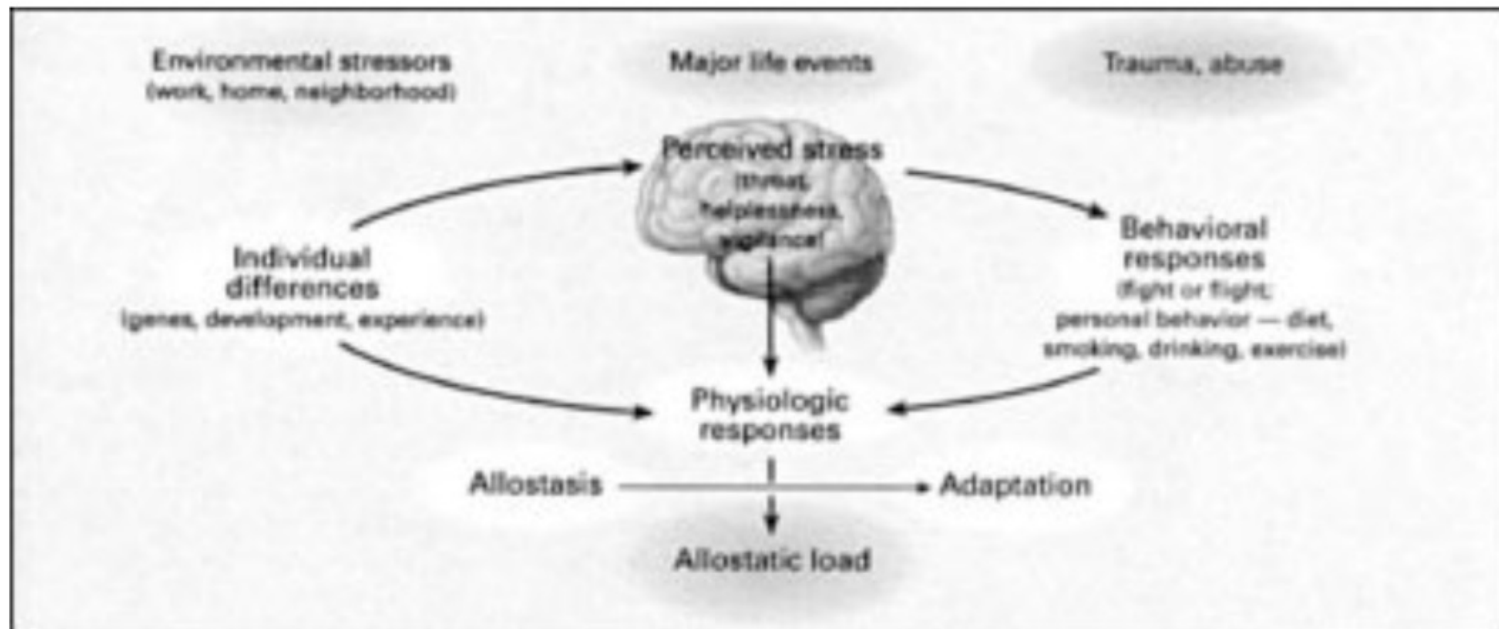 Environmental stressors
(work, home, neighborhood)
Major life events
Trauma, abuse
Perceived stress
(threat,
helplessness,
vigilance)
Individual
differences
(genes, development, experience)
Behavioral
responses
(fight or flight;
personal behavior — diet,
smoking, drinking, exercise)
Physiologic
responses
Allostasis
Adaptation
Allostatic load